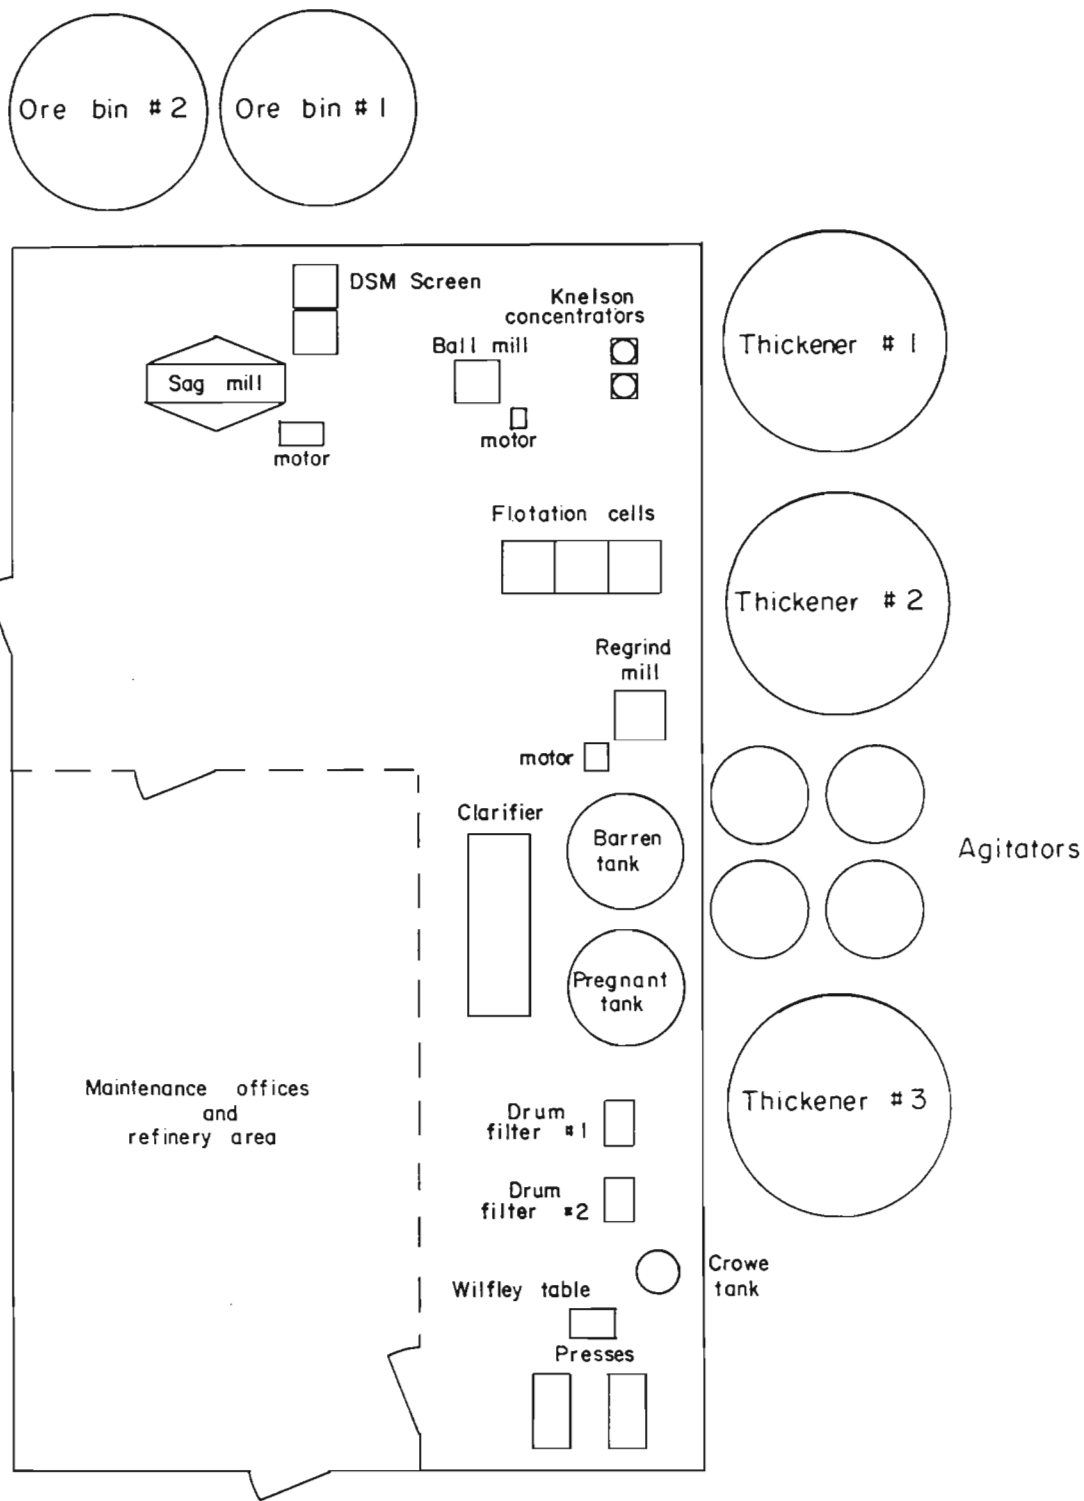 Ore bin #2
Ore bin #1
DSM Screen
Knelson
concentrators
Ball mill
Thickener #1
Sag mill
motor
motor
Flotation cells
Thickener #2
Regrind
mill
motor
Clarifier
Barren
tank
Agitators
Pregnant
tank
Maintenance offices
and
refinery area
Thickener #3
Drum
filter #1
Drum
filter #2
Crowe
tank
Wilfley table
Presses